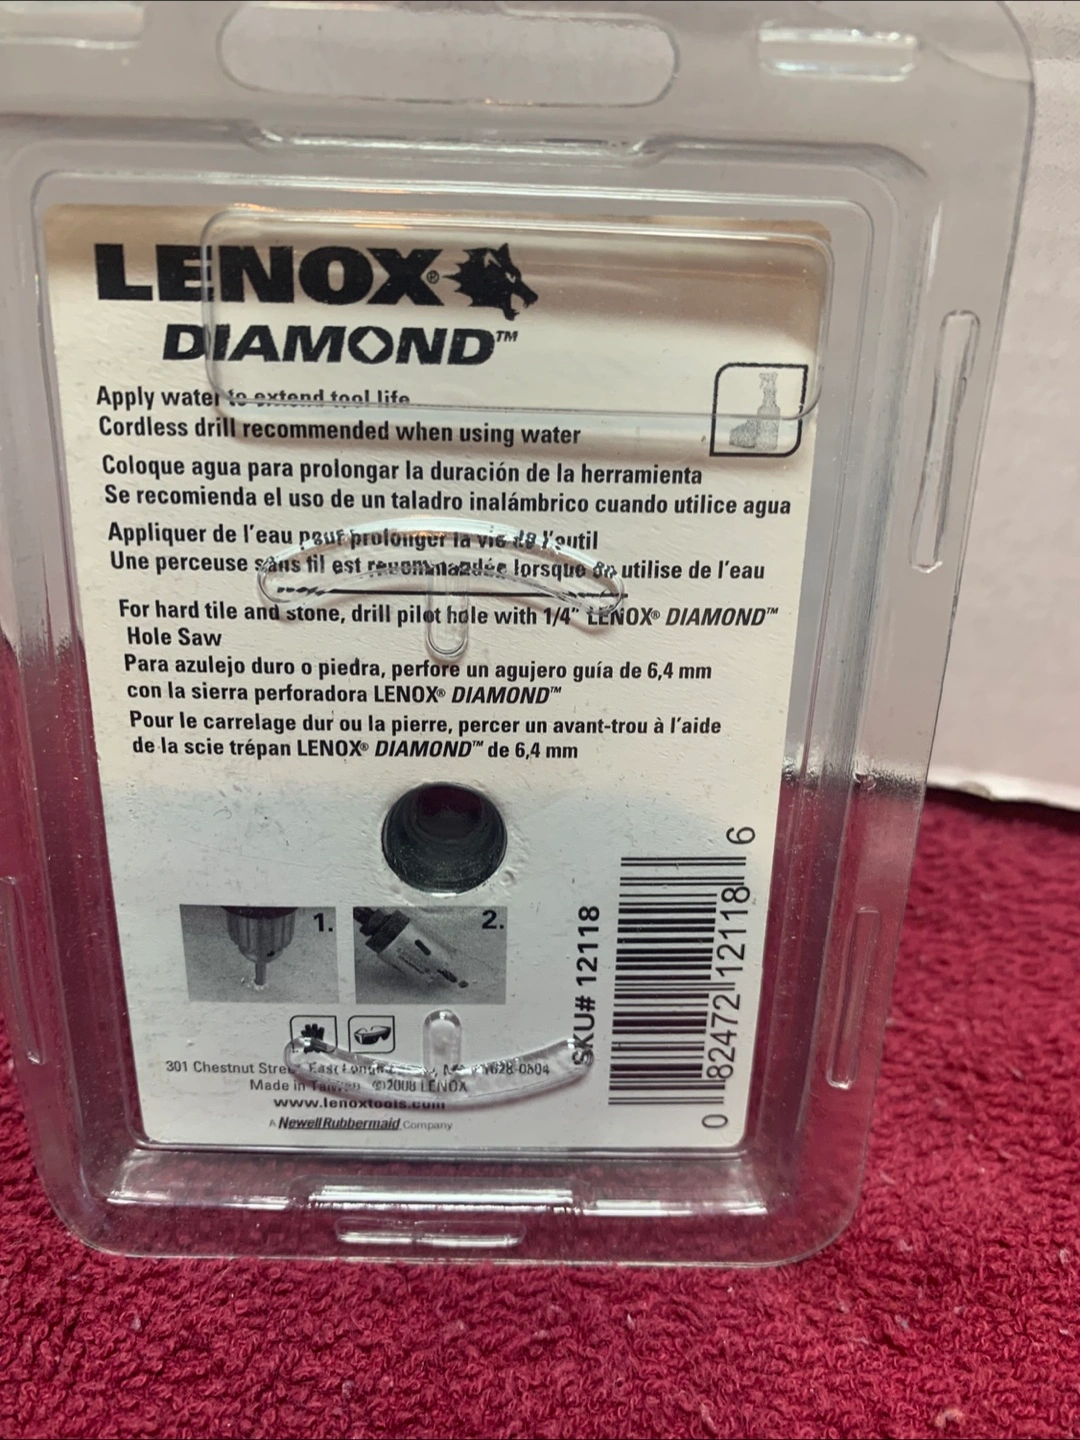 LENOX®
DIAMOND™
Apply water to extend tool life
Cordless drill recommended when using water
Coloque agua para prolongar la duración de la herramienta
Se recomienda el uso de un taladro inalámbrico cuando utilice agua
Appliquer de l'eau pour prolonger la vie de l'outil
Une perceuse sans fil est recommandée lorsque on utilise de l'eau
For hard tile and stone, drill pilot hole with 1/4" LENOX® DIAMOND™
Hole Saw
Para azulejo duro o piedra, perfore un agujero guía de 6,4 mm
con la sierra perforadora LENOX® DIAMOND™
Pour le carrelage dur ou la pierre, percer un avant-trou à l'aide
de la scie trépan LENOX® DIAMOND™ de 6,4 mm
1.
2.
SKU# 12118
0 82472 12118 6
301 Chestnut Street East
Made in Taiwan ©2008 LENOX
www.lenoxtools.com
A NewellRubbermaid Company